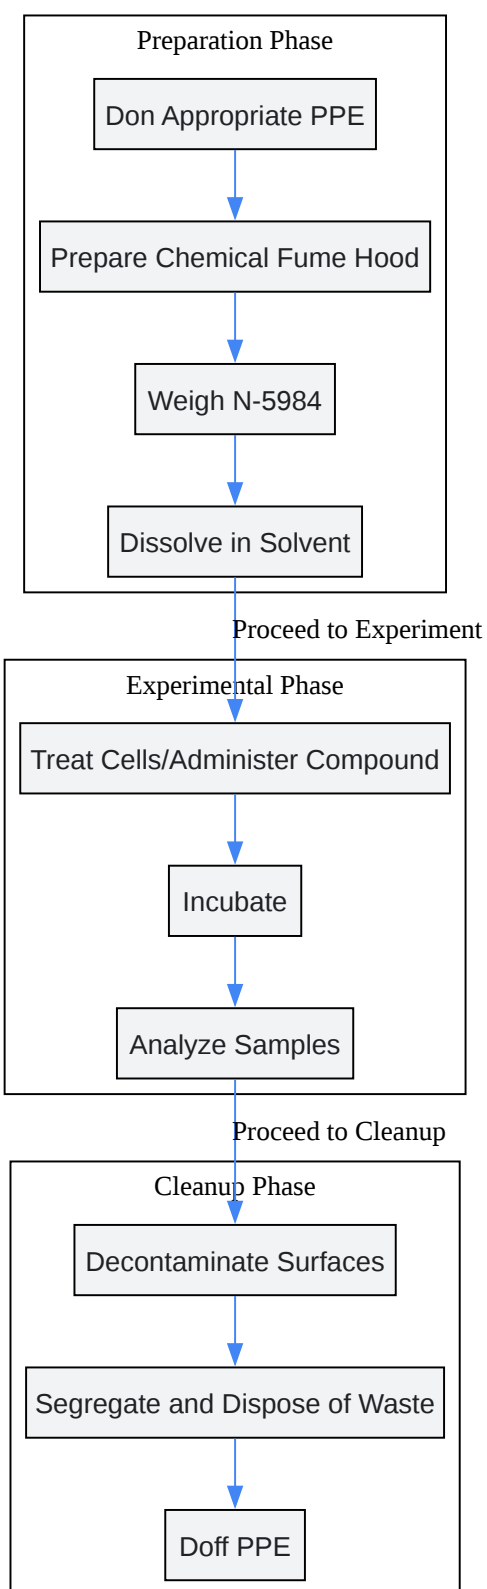 Preparation Phase
Don Appropriate PPE
Prepare Chemical Fume Hood
Weigh N-5984
Dissolve in Solvent
Proceed to Experiment
Experimental Phase
Treat Cells/Administer Compound
Incubate
Analyze Samples
Proceed to Cleanup
Cleanup Phase
Decontaminate Surfaces
Segregate and Dispose of Waste
Doff PPE